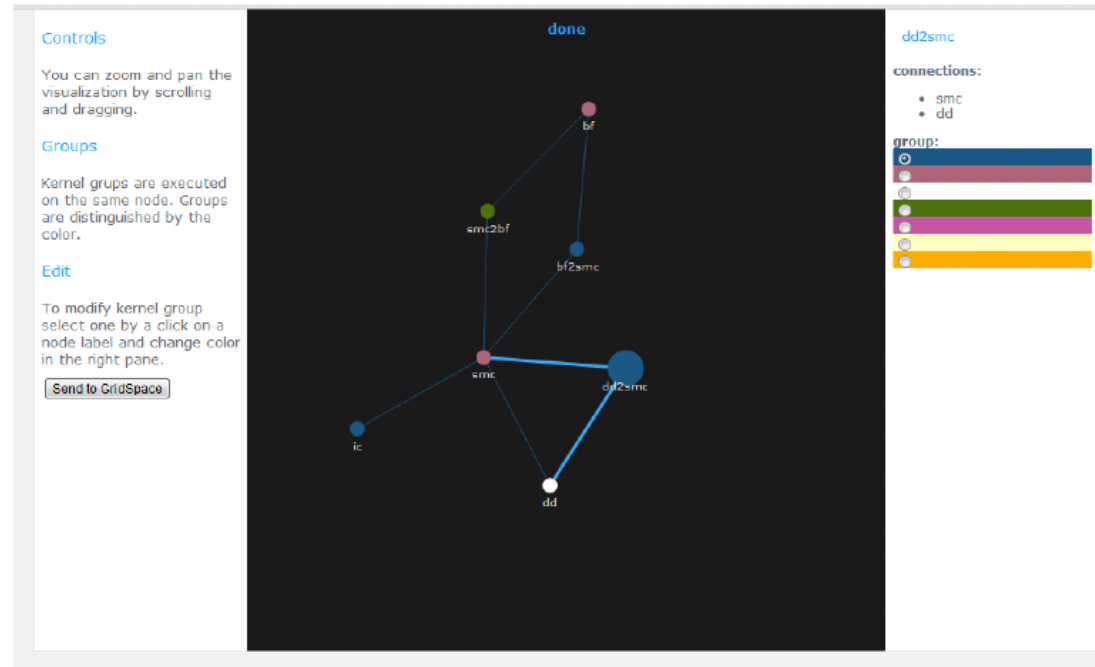 Controls
You can zoom and pan the
visualization by scrolling
and dragging.
Groups
Kernel grups are executed
on the same node. Groups
are distinguished by the
color.
Edit
To modify kernel group
select one by a click on a
node label and change color
in the right pane.
Send to GridSpace
done
bf
smc2bf
bf2smc
smc
dd2smc
ic
dd
dd2smc
connections:
smc
dd
group: